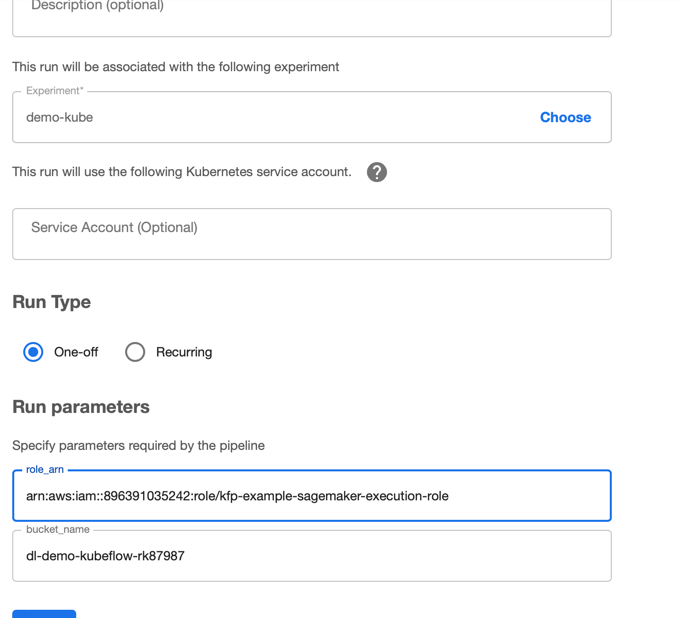 Description (optional)
This run will be associated with the following experiment
Experiment*
demo-kube
Choose
This run will use the following Kubernetes service account.
?
Service Account (Optional)
Run Type
One-off
Recurring
Run parameters
Specify parameters required by the pipeline
role_arn
arn:aws:iam::896391035242:role/kfp-example-sagemaker-execution-role
bucket_name
dl-demo-kubeflow-rk87987